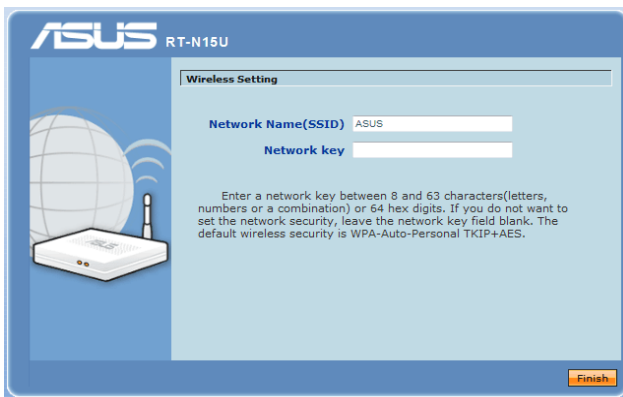 ASUS RT-N15U
Wireless Setting
Network Name(SSID) ASUS
Network key
Enter a network key between 8 and 63 characters(letters,
numbers or a combination) or 64 hex digits. If you do not want to
set the network security, leave the network key field blank. The
default wireless security is WPA-Auto-Personal TKIP+AES.
ASUS
Finish